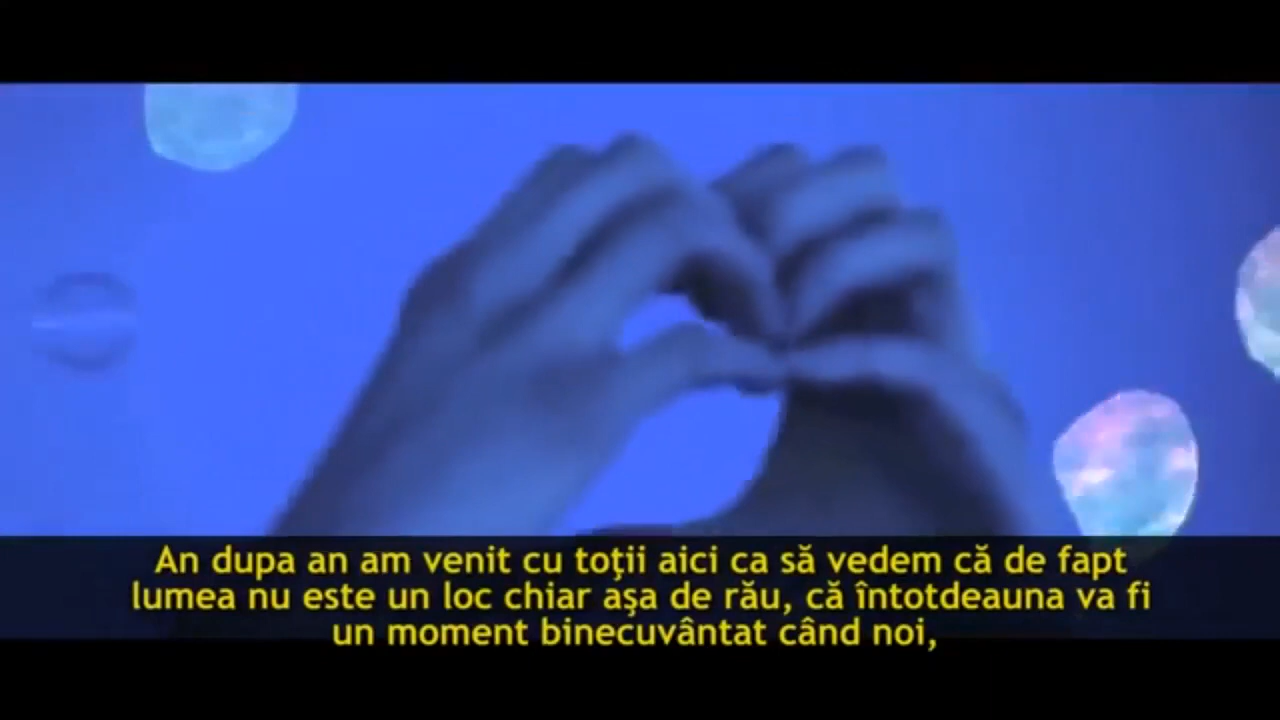 An dupa an am venit cu toţii aici ca să vedem că de fapt
lumea nu este un loc chiar aşa de rău, că întotdeauna va fi
un moment binecuvântat când noi,